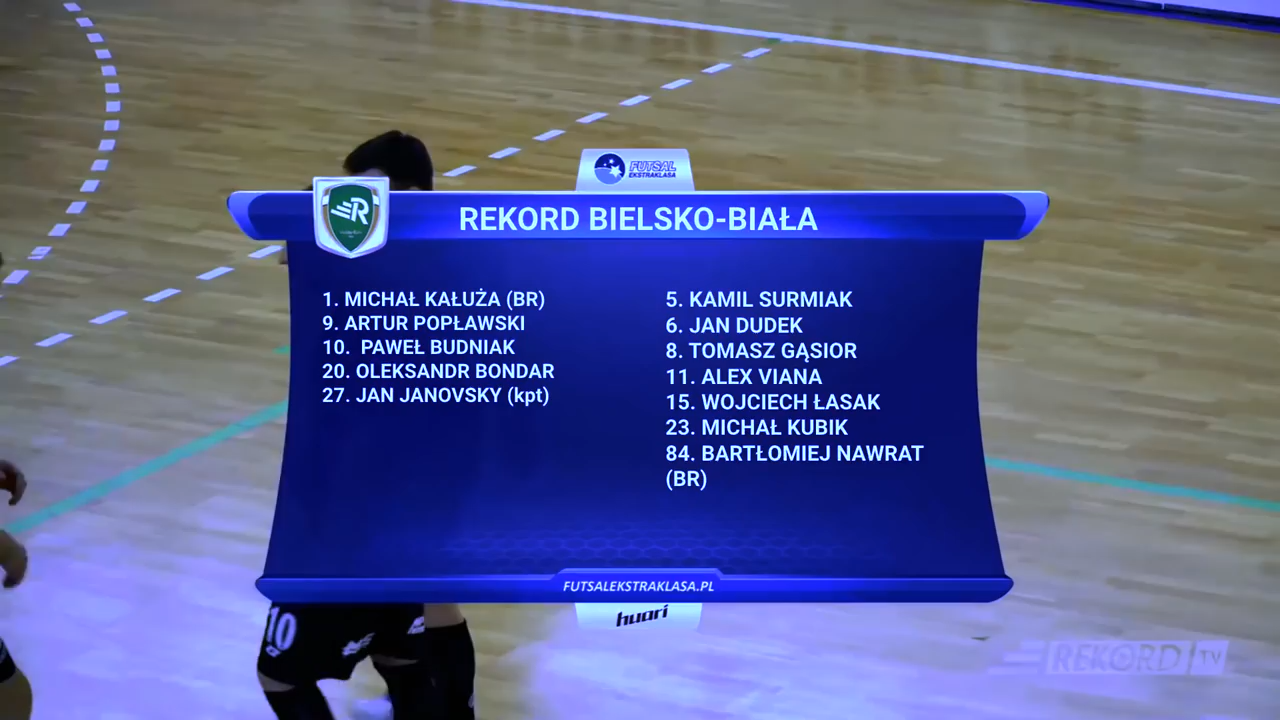 FUTSAL
EKSTRAKLASA
R
REKORD BIELSKO-BIAŁA
1. MICHAŁ KAŁUŻA (BR)
9. ARTUR POPŁAWSKI
10. PAWEŁ BUDNIAK
20. OLEKSANDR BONDAR
27. JAN JANOVSKY (kpt)
5. KAMIL SURMIAK
6. JAN DUDEK
8. TOMASZ GĄSIOR
11. ALEX VIANA
15. WOJCIECH ŁASAK
23. MICHAŁ KUBIK
84. BARTŁOMIEJ NAWRAT
(BR)
FUTSALEKSTRAKLASA.PL
huari
10
REKORD TV